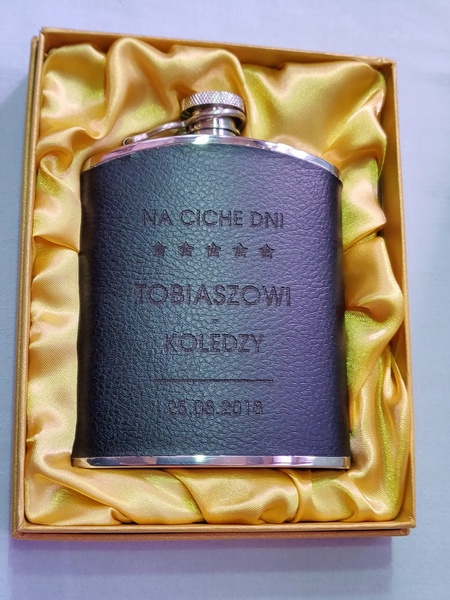 NA CICHE DNI
TOBIASZOWI
-
KOLEDZY
25.08.2018